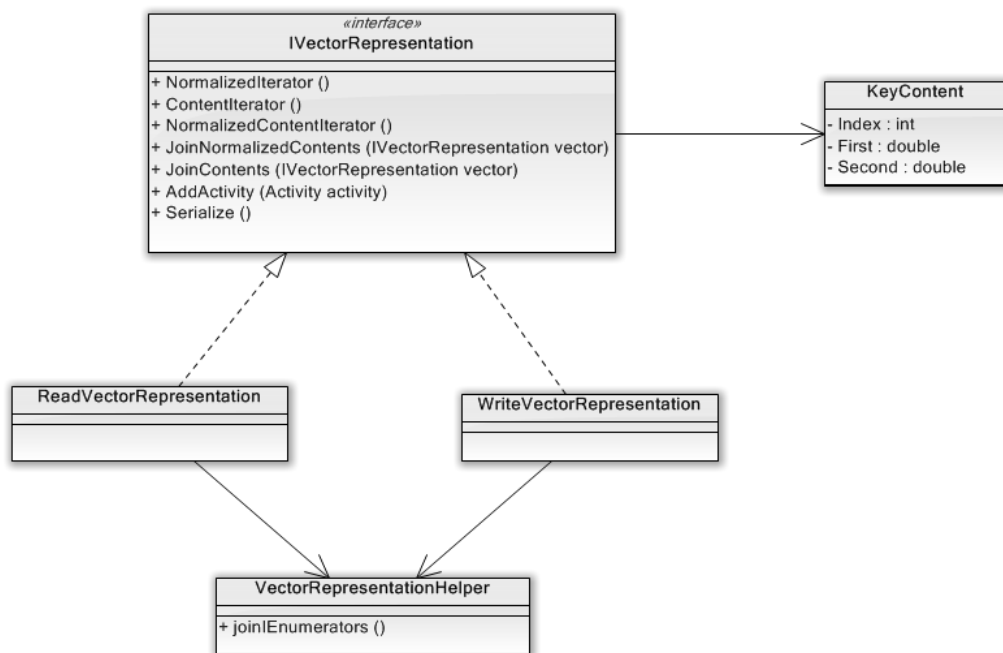 «interface»
IVectorRepresentation
+ NormalizedIterator ()
+ ContentIterator ()
+ NormalizedContentIterator ()
+ JoinNormalizedContents (IVectorRepresentation vector)
+ JoinContents (IVectorRepresentation vector)
+ AddActivity (Activity activity)
+ Serialize ()
KeyContent
- Index : int
- First : double
- Second : double
ReadVectorRepresentation
WriteVectorRepresentation
VectorRepresentationHelper
+ joinIEnumerators ()